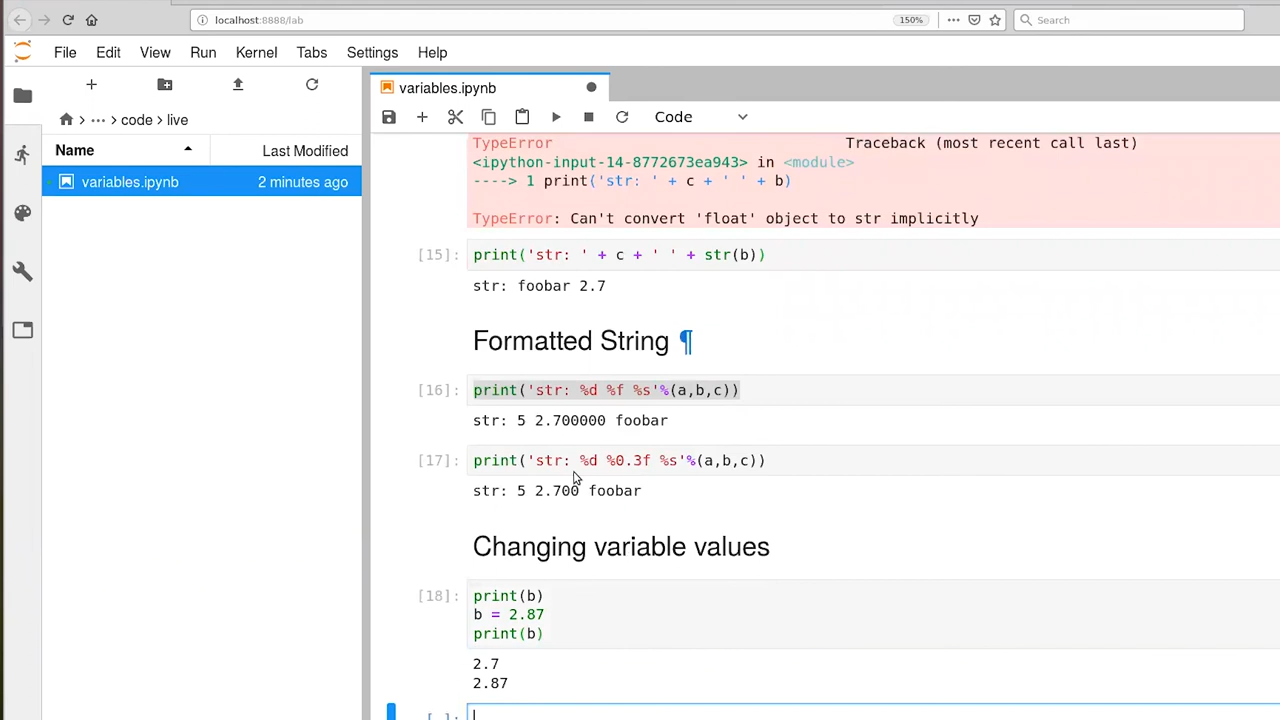 localhost:8888/lab
150%
Search
File Edit View Run Kernel Tabs Settings Help
variables.ipynb
code live
Code
Name Last Modified
variables.ipynb 2 minutes ago
TypeError Traceback (most recent call last)
<ipython-input-14-8772673ea943> in <module>
----> 1 print('str: ' + c + ' ' + b)
TypeError: Can't convert 'float' object to str implicitly
[15]: print('str: ' + c + ' ' + str(b))
str: foobar 2.7
Formatted String ¶
[16]: print('str: %d %f %s'%(a,b,c))
str: 5 2.700000 foobar
[17]: print('str: %d %0.3f %s'%(a,b,c))
str: 5 2.700 foobar
Changing variable values
[18]: print(b)
b = 2.87
print(b)
2.7
2.87
[ ]: